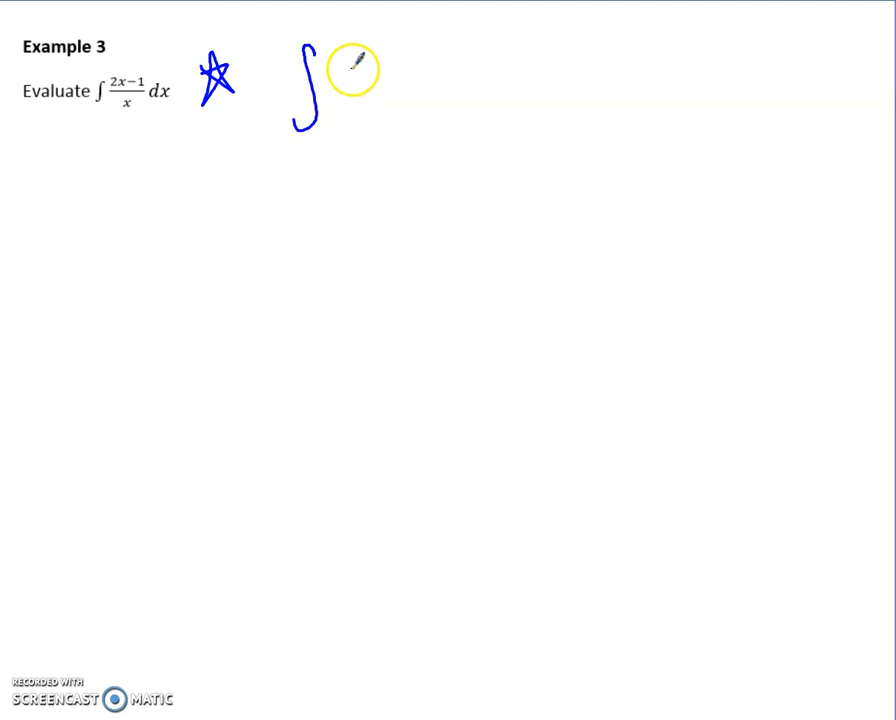 Example 3
Evaluate ∫ (2x−1)/x dx ☆ ∫
RECORDED WITH
SCREENCAST MATIC